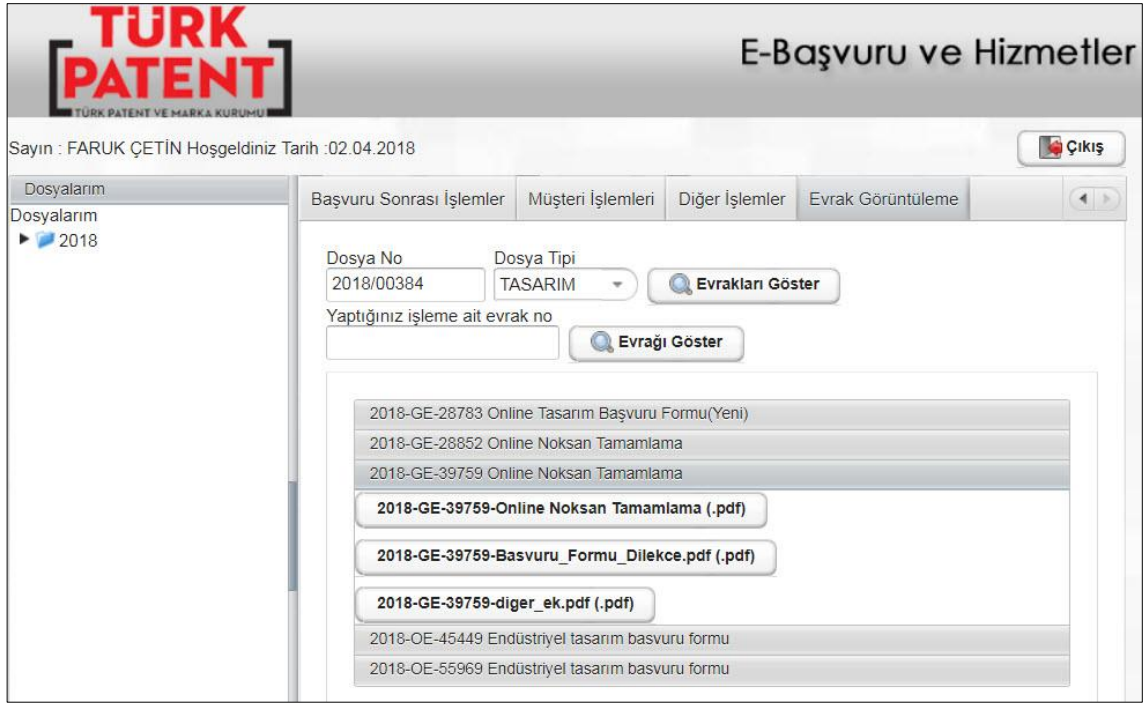 TÜRK
PATENT
TÜRK PATENT VE MARKA KURUMU
E-Başvuru ve Hizmetler
Sayın : FARUK ÇETİN Hoşgeldiniz Tarih :02.04.2018
Çıkış
Dosyalarım
Dosyalarım
2018
Başvuru Sonrası İşlemler
Müşteri İşlemleri
Diğer İşlemler
Evrak Görüntüleme
Dosya No
Dosya Tipi
2018/00384
TASARIM
Evrakları Göster
Yaptığınız işleme ait evrak no
Evrağı Göster
2018-GE-28783 Online Tasarım Başvuru Formu(Yeni)
2018-GE-28852 Online Noksan Tamamlama
2018-GE-39759 Online Noksan Tamamlama
2018-GE-39759-Online Noksan Tamamlama (.pdf)
2018-GE-39759-Basvuru_Formu_Dilekce.pdf (.pdf)
2018-GE-39759-diger_ek.pdf (.pdf)
2018-OE-45449 Endüstriyel tasarım basvuru formu
2018-OE-55969 Endüstriyel tasarım basvuru formu